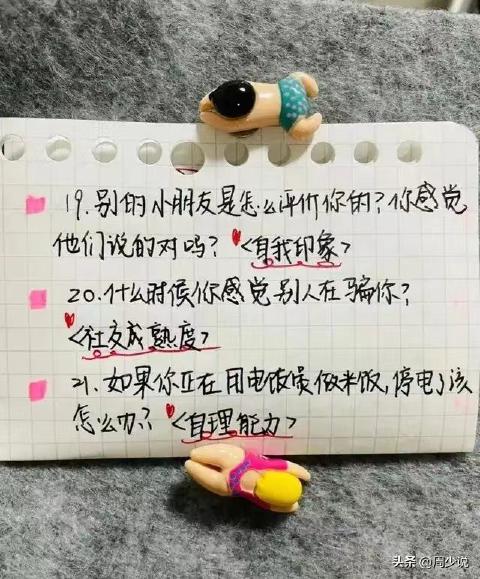 19.别的小朋友是怎么评价你的?你感觉
他们说的对吗?<自我印象>
20.什么时候你感觉别人在骗你?
<社交成熟度>
21.如果你正在用电饭煲做米饭,停电了该
怎么办?<自理能力>
头条@周少说